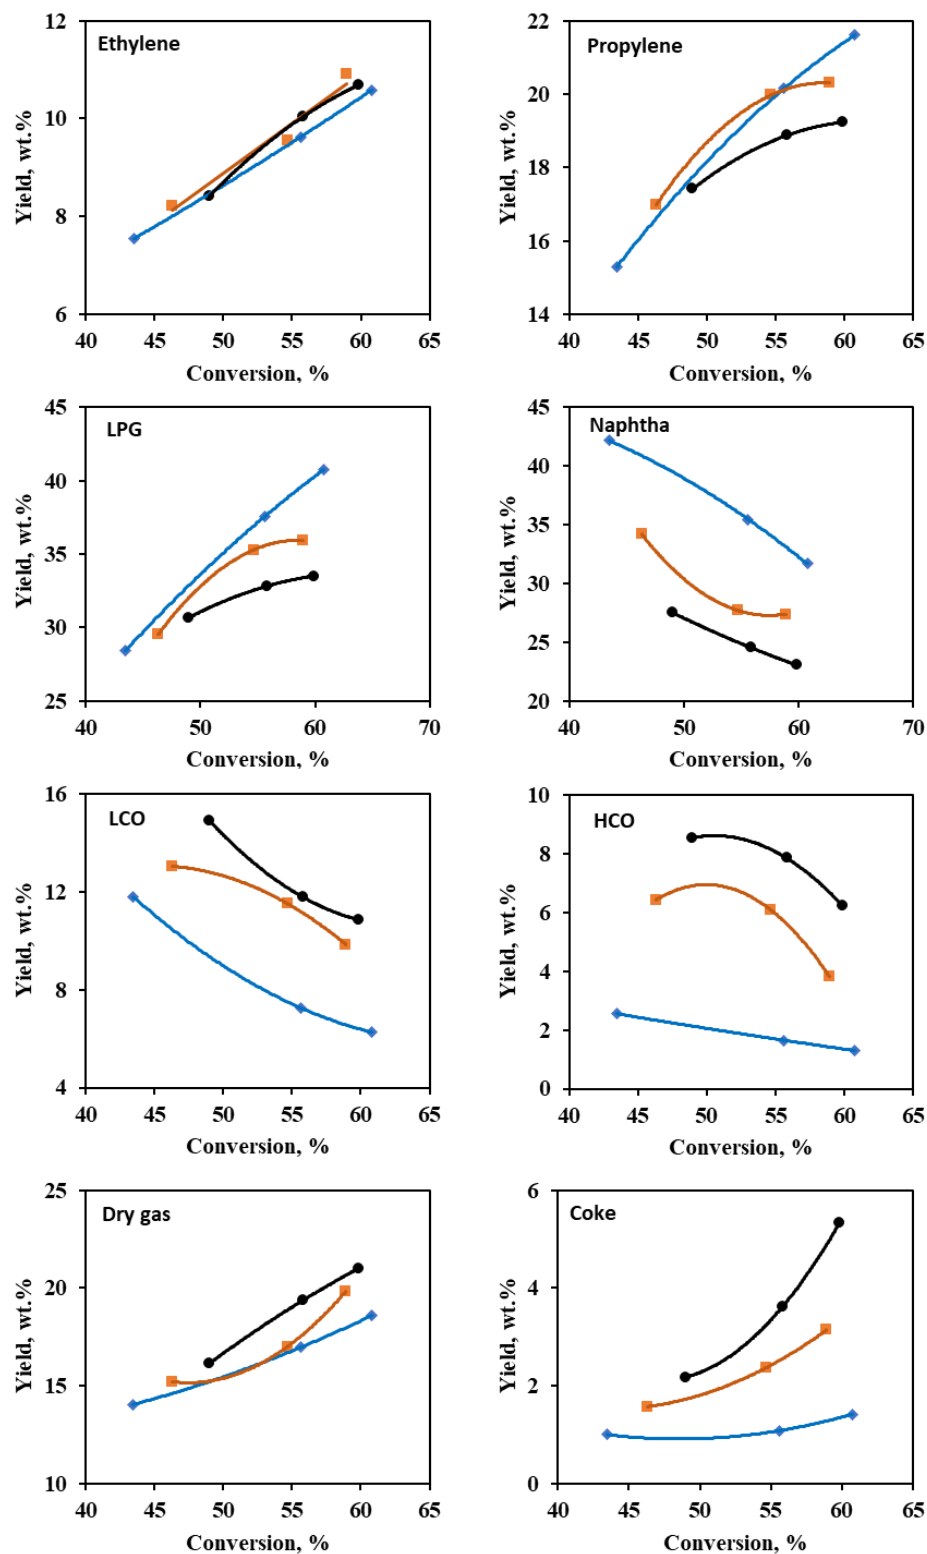 Ethylene
Yield, wt.%
12
10
8
6
40 45 50 55 60 65
Conversion, %
Propylene
Yield, wt.%
22
20
18
16
14
40 45 50 55 60 65
Conversion, %
LPG
Yield, wt.%
45
40
35
30
25
40 50 60 70
Conversion, %
Naphtha
Yield, wt.%
45
40
35
30
25
20
40 50 60 70
Conversion, %
LCO
Yield, wt.%
16
12
8
4
40 45 50 55 60 65
Conversion, %
HCO
Yield, wt.%
10
8
6
4
2
0
40 45 50 55 60 65
Conversion, %
Dry gas
Yield, wt.%
25
20
15
10
40 45 50 55 60 65
Conversion, %
Coke
Yield, wt.%
6
4
2
0
40 45 50 55 60 65
Conversion, %